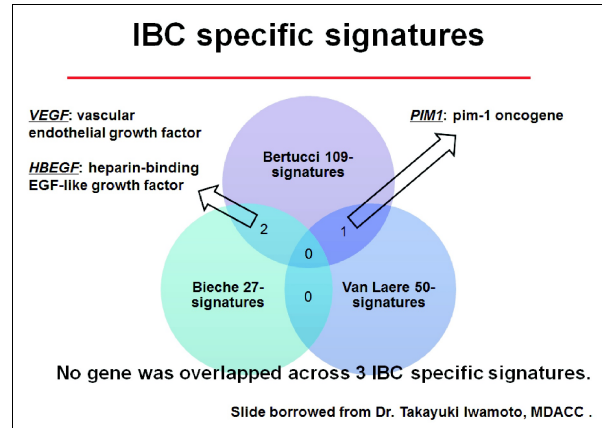 IBC specific signatures
VEGF: vascular
endothelial growth factor
HBEGF: heparin-binding
EGF-like growth factor
PIM1: pim-1 oncogene
Bertucci 109-
signatures
2
1
0
0
Bieche 27-
signatures
Van Laere 50-
signatures
No gene was overlapped across 3 IBC specific signatures.
Slide borrowed from Dr. Takayuki Iwamoto, MDACC .